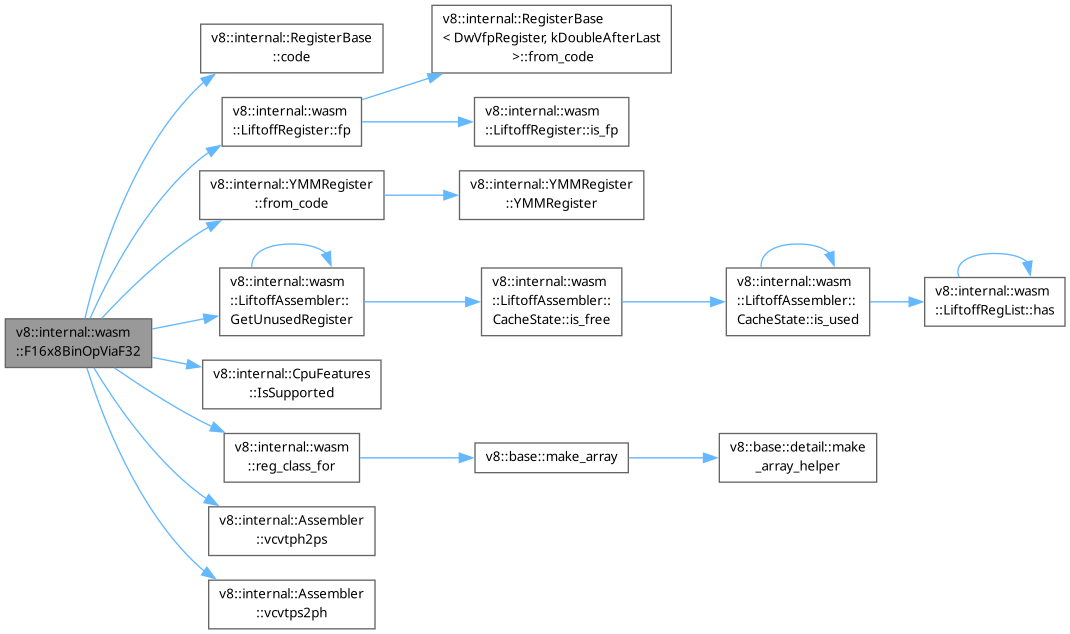 v8::internal::wasm
::F16x8BinOpViaF32
v8::internal::RegisterBase
::code
v8::internal::wasm
::LiftoffRegister::fp
v8::internal::RegisterBase
< DwVfpRegister, kDoubleAfterLast
>::from_code
v8::internal::wasm
::LiftoffRegister::is_fp
v8::internal::YMMRegister
::from_code
v8::internal::YMMRegister
::YMMRegister
v8::internal::wasm
::LiftoffAssembler::
GetUnusedRegister
v8::internal::wasm
::LiftoffAssembler::
CacheState::is_free
v8::internal::wasm
::LiftoffAssembler::
CacheState::is_used
v8::internal::wasm
::LiftoffRegList::has
v8::internal::CpuFeatures
::IsSupported
v8::internal::wasm
::reg_class_for
v8::base::make_array
v8::base::detail::make
_array_helper
v8::internal::Assembler
::vcvtph2ps
v8::internal::Assembler
::vcvtps2ph